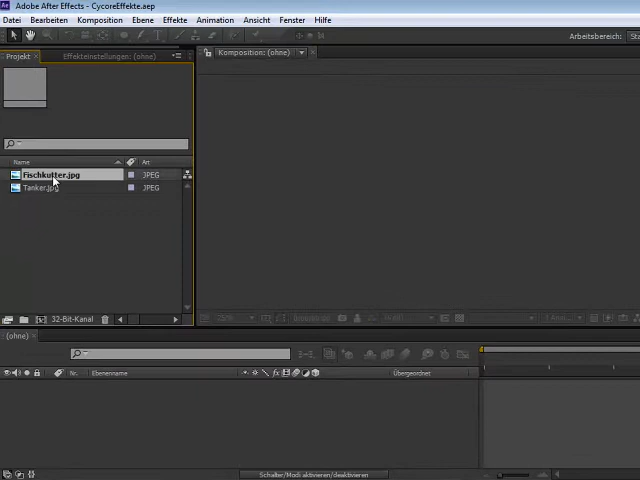 Adobe After Effects - CycoreEffekte.aep
Datei Bearbeiten Komposition Ebene Effekte Animation Ansicht Fenster Hilfe
Arbeitsbereich:
Projekt Effekteinstellungen: (ohne)
Komposition: (ohne)
Name Art
Fischkutter.jpg JPEG
Tanker.jpg JPEG
32-Bit-Kanal
(ohne)
Nr. Ebenenname Übergeordnet
Schalter/Modi aktivieren/deaktivieren